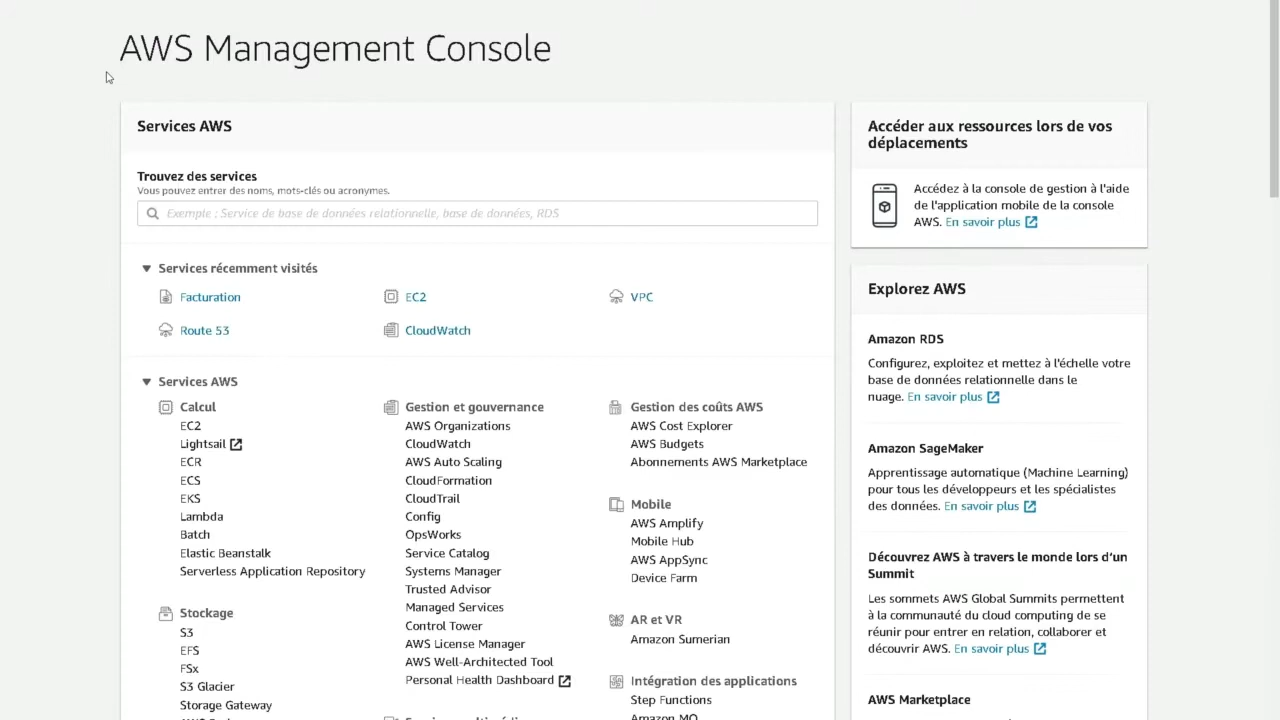 AWS Management Console
Services AWS
Trouvez des services
Vous pouvez entrer des noms, mots-clés ou acronymes.
Exemple : Service de base de données relationnelle, base de données, RDS
Services récemment visités
Facturation
EC2
VPC
Route 53
CloudWatch
Services AWS
Calcul
EC2
Lightsail
ECR
ECS
EKS
Lambda
Batch
Elastic Beanstalk
Serverless Application Repository
Stockage
S3
EFS
FSx
S3 Glacier
Storage Gateway
Gestion et gouvernance
AWS Organizations
CloudWatch
AWS Auto Scaling
CloudFormation
CloudTrail
Config
OpsWorks
Service Catalog
Systems Manager
Trusted Advisor
Managed Services
Control Tower
AWS License Manager
AWS Well-Architected Tool
Personal Health Dashboard
Gestion des coûts AWS
AWS Cost Explorer
AWS Budgets
Abonnements AWS Marketplace
Mobile
AWS Amplify
Mobile Hub
AWS AppSync
Device Farm
AR et VR
Amazon Sumerian
Intégration des applications
Step Functions
Amazon MQ
Accéder aux ressources lors de vos
déplacements
Accédez à la console de gestion à l'aide
de l'application mobile de la console
AWS. En savoir plus
Explorez AWS
Amazon RDS
Configurez, exploitez et mettez à l'échelle votre
base de données relationnelle dans le
nuage. En savoir plus
Amazon SageMaker
Apprentissage automatique (Machine Learning)
pour tous les développeurs et les spécialistes
des données. En savoir plus
Découvrez AWS à travers le monde lors d'un
Summit
Les sommets AWS Global Summits permettent
à la communauté du cloud computing de se
réunir pour entrer en relation, collaborer et
découvrir AWS. En savoir plus
AWS Marketplace